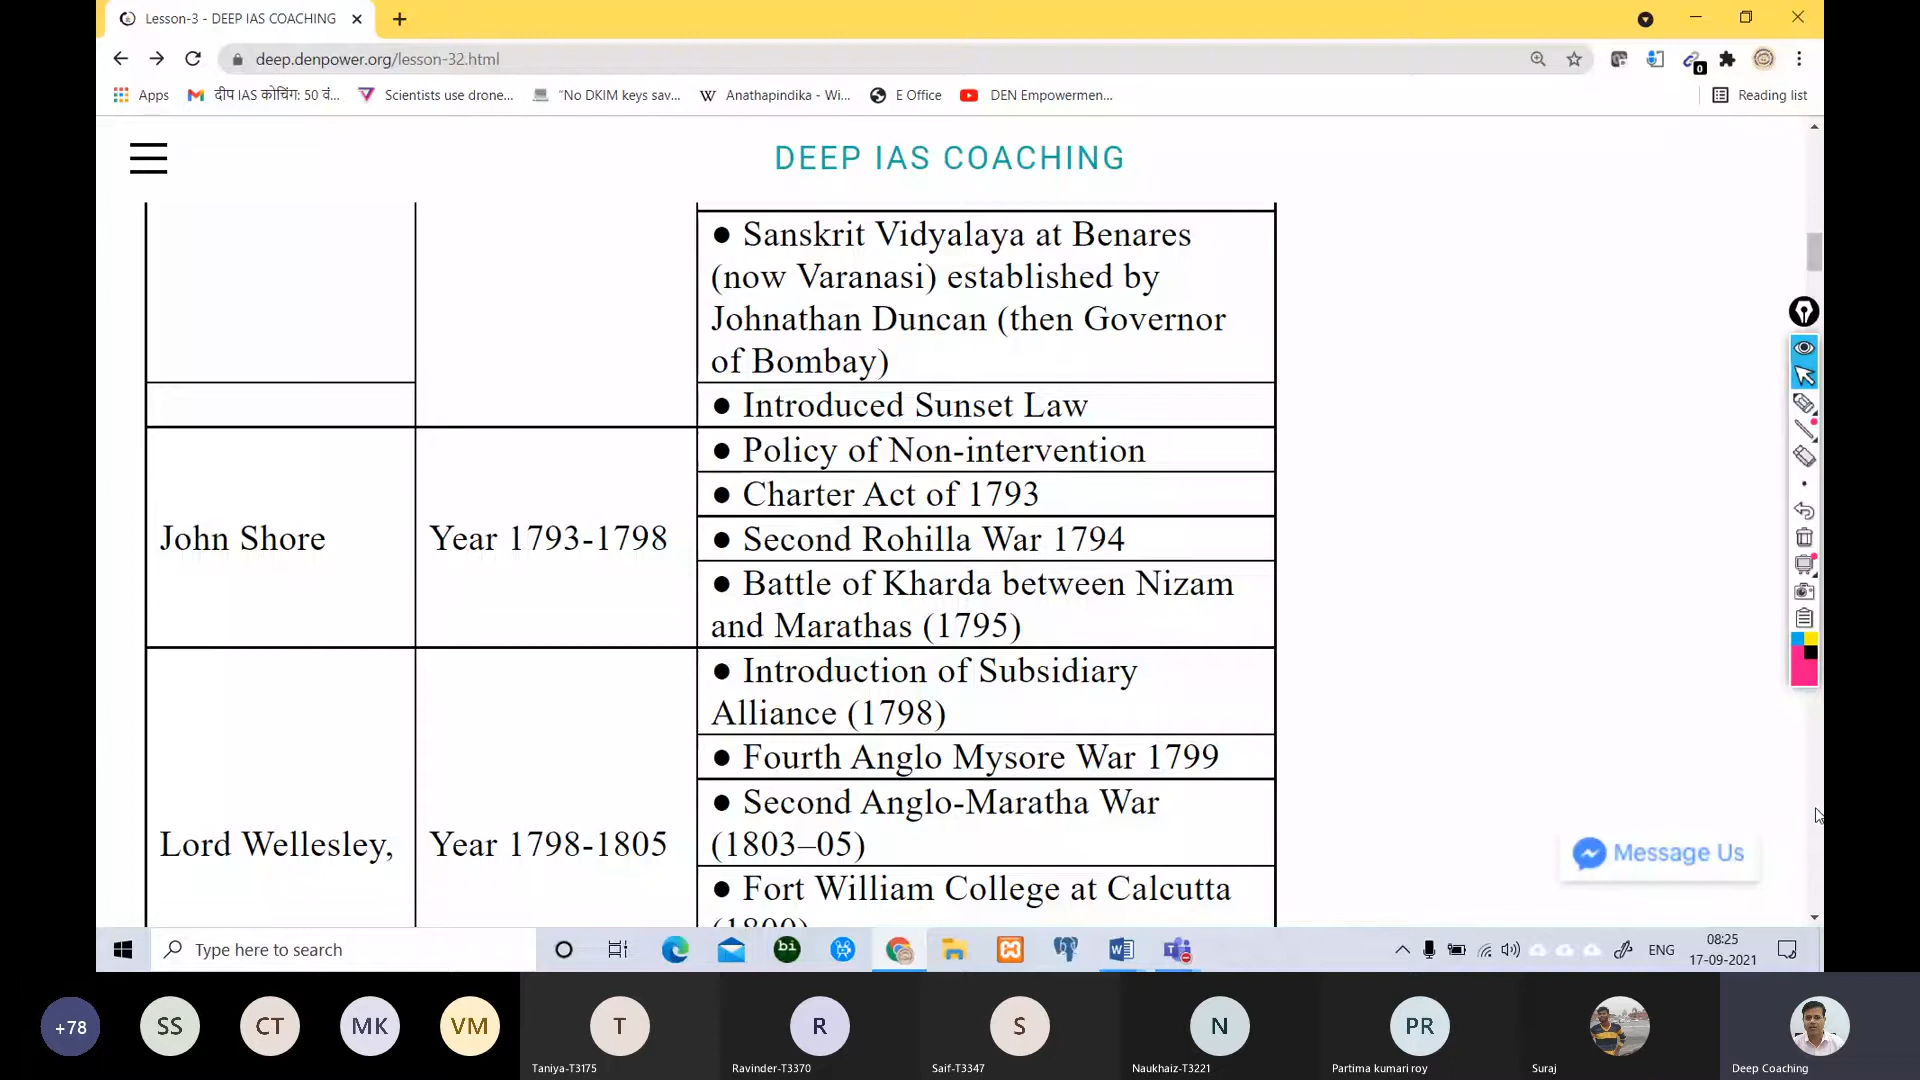 Lesson-3 - DEEP IAS COACHING
deep.denpower.org/lesson-32.html
0
Apps
दीप IAS कोचिंग: 50 वं...
Scientists use drone...
"No DKIM keys sav...
W Anathapindika - Wi...
E Office
DEN Empowermen...
Reading list
DEEP IAS COACHING
● Sanskrit Vidyalaya at Benares
(now Varanasi) established by
Johnathan Duncan (then Governor
of Bombay)
● Introduced Sunset Law
John Shore
Year 1793-1798
● Policy of Non-intervention
● Charter Act of 1793
● Second Rohilla War 1794
● Battle of Kharda between Nizam
and Marathas (1795)
Lord Wellesley,
Year 1798-1805
● Introduction of Subsidiary
Alliance (1798)
● Fourth Anglo Mysore War 1799
● Second Anglo-Maratha War
(1803–05)
● Fort William College at Calcutta
(1800)
Message Us
Type here to search
bi
ENG
08:25
17-09-2021
+78
SS
CT
MK
VM
T
Taniya-T3175
R
Ravinder-T3370
S
Saif-T3347
N
Naukhaiz-T3221
PR
Partima kumari roy
Suraj
Deep Coaching